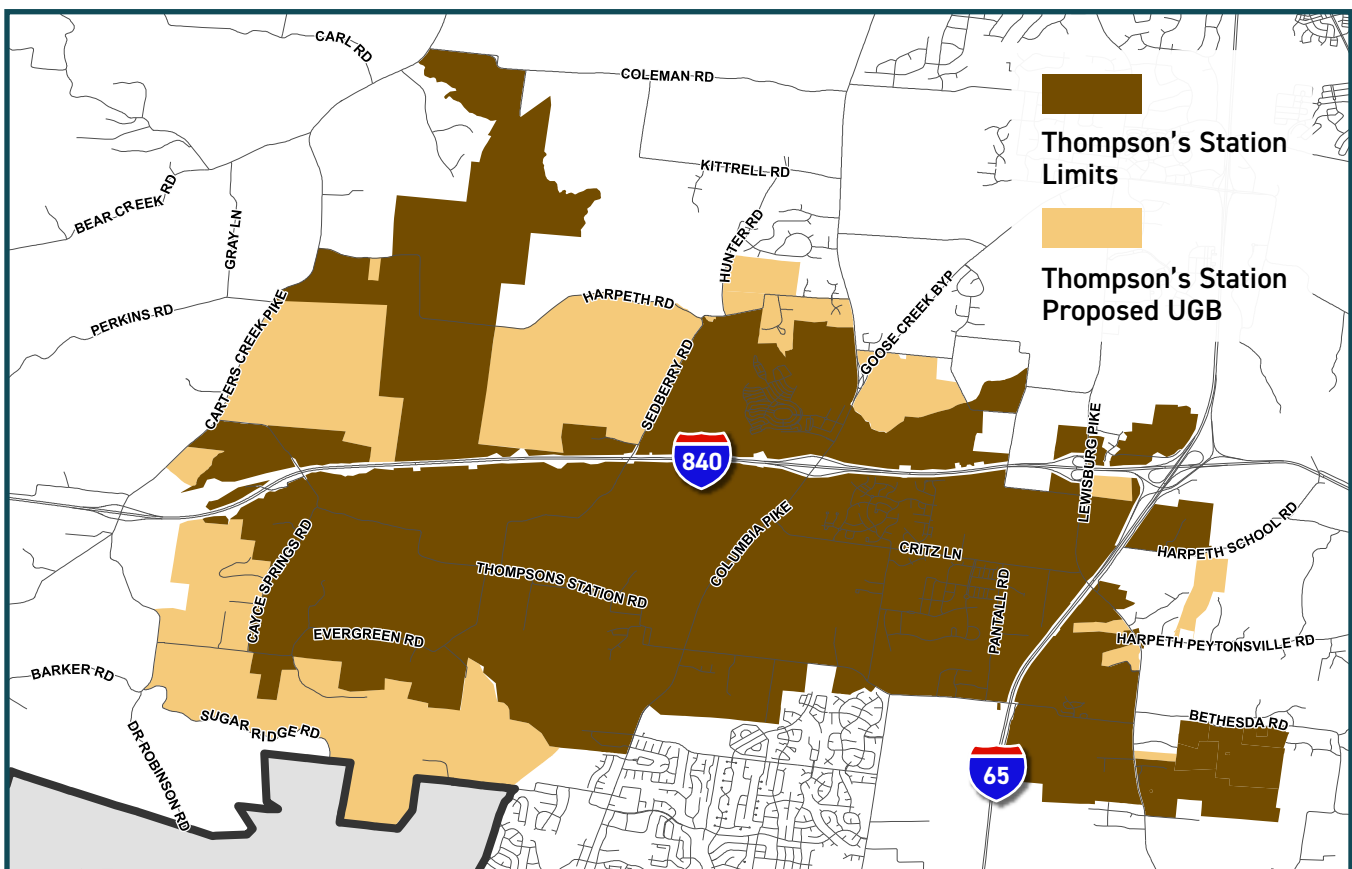 CARL RD
COLEMAN RD
Thompson's Station
Limits
KITTRELL RD
BEAR CREEK RD
GRAY LN
HUNTER RD
Thompson's Station
Proposed UGB
PERKINS RD
CARTERS CREEK PIKE
HARPETH RD
GOOSE CREEK BYP
SEDBERRY RD
840
LEWISBURG PIKE
HARPETH SCHOOL RD
COLUMBIA PIKE
CRITZ LN
CAYCE SPRINGS RD
THOMPSONS STATION RD
PANTALL RD
EVERGREEN RD
HARPETH PEYTONSVILLE RD
BARKER RD
SUGAR RIDGE RD
BETHESDA RD
DR ROBINSON RD
65